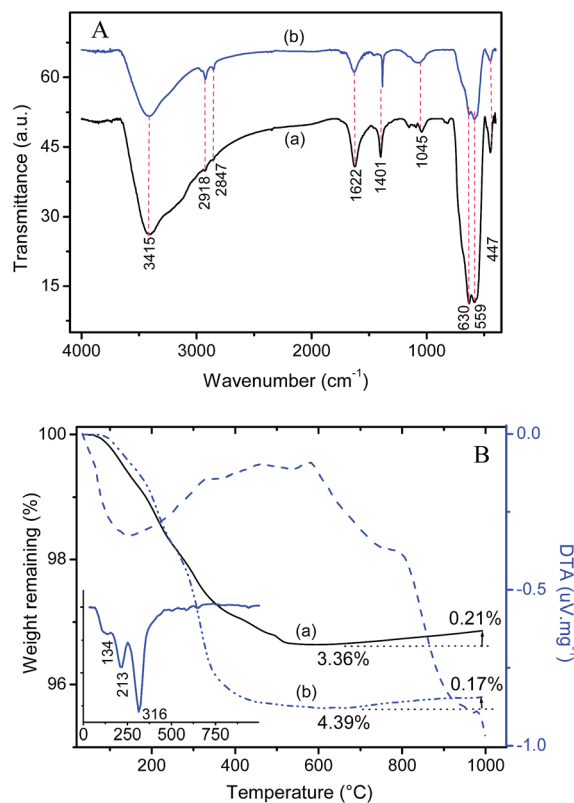 A
(b)
(a)
60
45
30
15
Transmittance (a.u.)
3415
2918
2847
1622
1401
1045
630
559
447
4000
3000
2000
1000
Wavenumber (cm⁻¹)
B
100
98
96
Weight remaining (%)
0.0
-0.5
-1.0
DTA (uV.mg⁻¹)
(a)
0.21%
3.36%
(b)
0.17%
4.39%
134
213
316
0 250 500 750
200 400 600 800 1000
Temperature (°C)